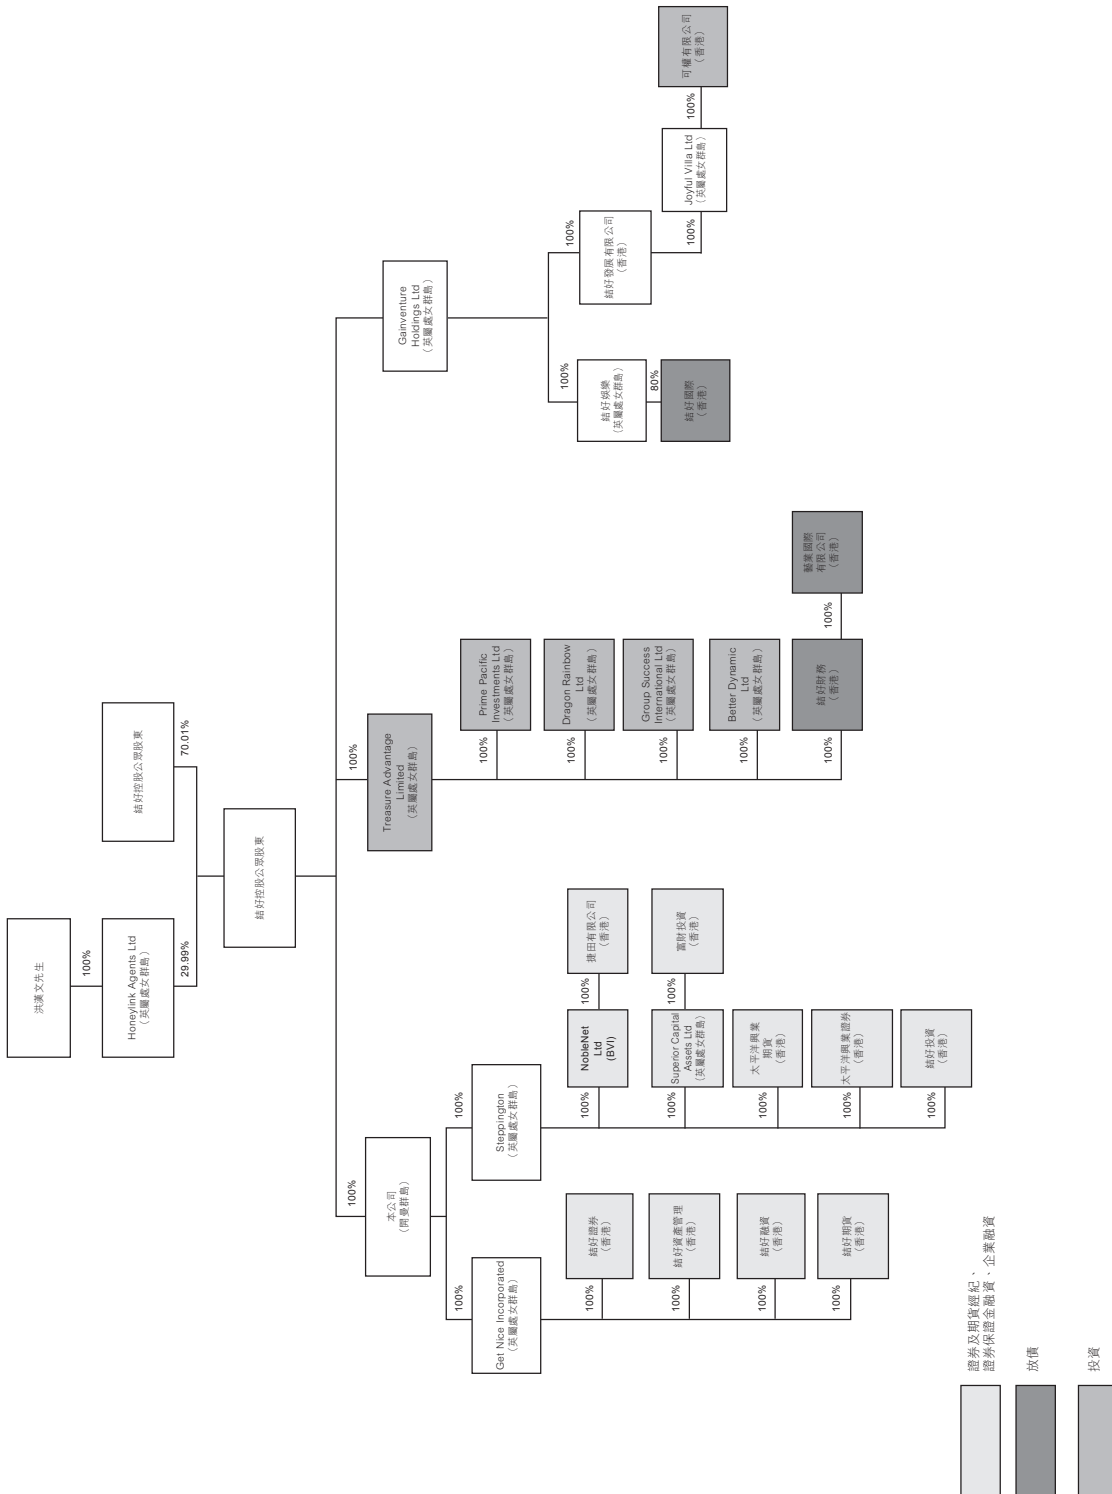 洪漢文先生
100%
Honeylink Agents Ltd
（英屬處女群島）
結好控股公眾股東
29.99%
70.01%
結好控股公眾股東
100%
100%
100%
本公司
（開曼群島）
Treasure Advantage
Limited
（英屬處女群島）
Gainventure
Holdings Ltd
（英屬處女群島）
100%
100%
Get Nice Incorporated
（英屬處女群島）
Steppington
（英屬處女群島）
100%
結好證券
（香港）
100%
結好資產管理
（香港）
100%
結好融資
（香港）
100%
結好期貨
（香港）
100%
NobleNet
Ltd
(BVI)
100%
捷田有限公司
（香港）
100%
Superior Capital
Assets Ltd
（英屬處女群島）
100%
富財投資
（香港）
100%
太平洋興業
期貨
（香港）
100%
太平洋興業證券
（香港）
100%
結好投資
（香港）
100%
Prime Pacific
Investments Ltd
（英屬處女群島）
100%
Dragon Rainbow
Ltd
（英屬處女群島）
100%
Group Success
International Ltd
（英屬處女群島）
100%
Better Dynamic
Ltd
（英屬處女群島）
100%
結好財務
（香港）
100%
藝業國際
有限公司
（香港）
100%
100%
結好娛樂
（英屬處女群島）
結好發展有限公司
（香港）
80%
結好國際
（香港）
100%
Joyful Villa Ltd
（英屬處女群島）
100%
可權有限公司
（香港）
證券及期貨經紀、
證券保證金融資、企業融資
放債
投資